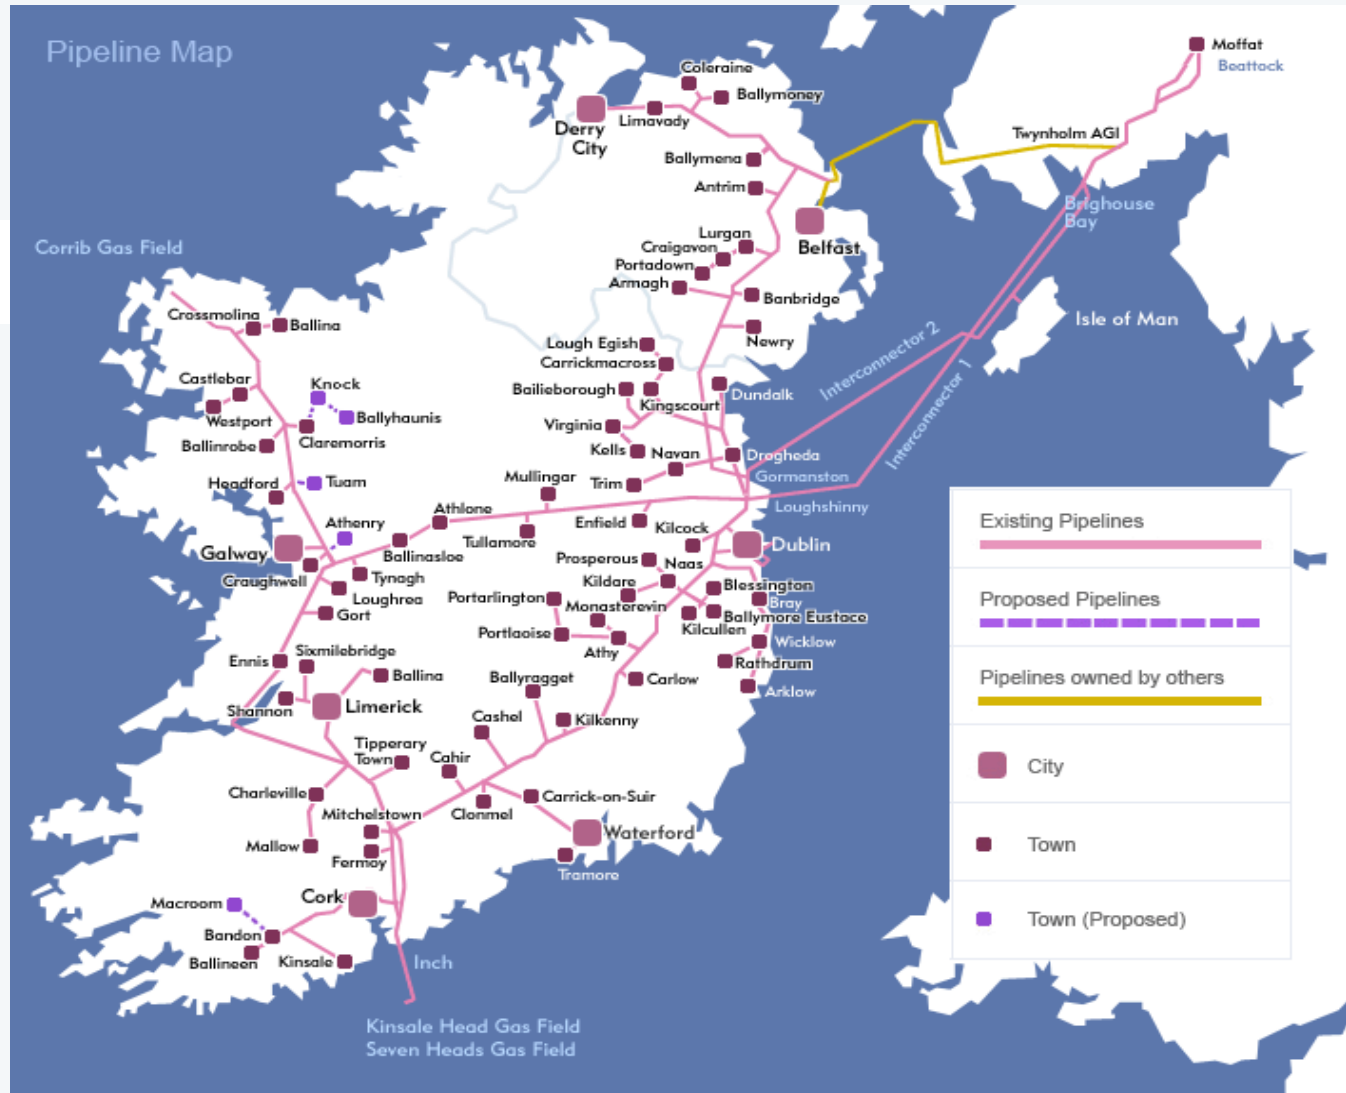 Pipeline Map
Moffat
Beattock
Coleraine
Ballymoney
Derry
City
Limavady
Twynholm AGI
Ballymena
Antrim
Brighouse
Bay
Belfast
Lurgan
Craigavon
Portadown
Armagh
Banbridge
Newry
Corrib Gas Field
Crossmolina
Ballina
Isle of Man
Interconnector 2
Interconnector 1
Lough Egish
Carrickmacross
Bailieborough
Kingscourt
Dundalk
Castlebar
Westport
Knock
Ballyhaunis
Claremorris
Ballinrobe
Virginia
Kells
Navan
Drogheda
Gormanston
Trim
Headford
Tuam
Mullingar
Loughshinny
Athlone
Athenry
Enfield
Kilcock
Tullamore
Galway
Ballinasloe
Dublin
Prosperous
Naas
Craughwell
Tynagh
Kildare
Blessington
Loughrea
Portarlington
Monasterevin
Bray
Gort
Ballymore Eustace
Kilcullen
Portlaoise
Athy
Wicklow
Ennis
Sixmilebridge
Rathdrum
Ballina
Ballyragget
Carlow
Arklow
Shannon
Limerick
Cashel
Kilkenny
Tipperary
Town
Cahir
Charleville
Carrick-on-Suir
Mitchelstown
Clonmel
Waterford
Mallow
Fermoy
Tramore
Macroom
Cork
Bandon
Ballineen
Kinsale
Inch
Kinsale Head Gas Field
Seven Heads Gas Field
Existing Pipelines
Proposed Pipelines
Pipelines owned by others
City
Town
Town (Proposed)